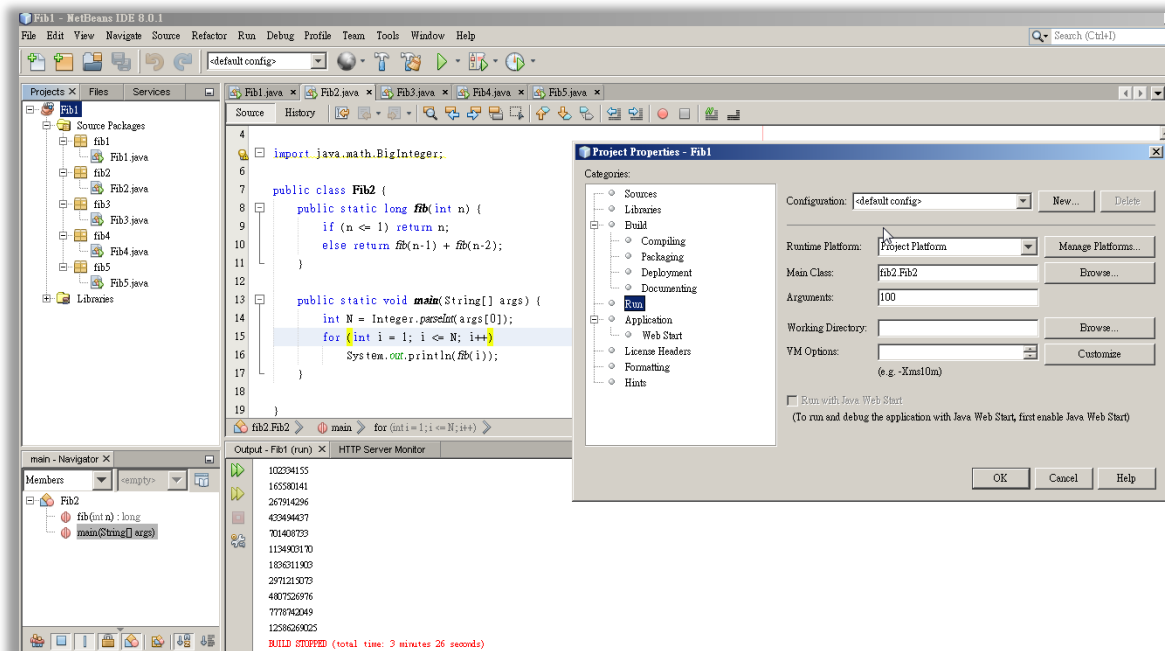 Fib1 - NetBeans IDE 8.0.1
File Edit View Navigate Source Refactor Run Debug Profile Team Tools Window Help
Search (Ctrl+I)
<default config>
Projects Files Services
Fib1.java Fib2.java Fib3.java Fib4.java Fib5.java
Source History
Fib1
Source Packages
fib1
Fib1.java
fib2
Fib2.java
fib3
Fib3.java
fib4
Fib4.java
fib5
Fib5.java
Libraries
4
import java.math.BigInteger;
6
7 public class Fib2 {
8 public static long fib(int n) {
9 if (n <= 1) return n;
10 else return fib(n-1) + fib(n-2);
11 }
12
13 public static void main(String[] args) {
14 int N = Integer.parseInt(args[0]);
15 for (int i = 1; i <= N; i++)
16 System.out.println(fib(i));
17 }
18
19 }
fib2.Fib2 main for (int i = 1; i <= N; i++)
Project Properties - Fib1
Categories:
Sources
Libraries
Build
Compiling
Packaging
Deployment
Documenting
Run
Application
Web Start
License Headers
Formatting
Hints
Configuration: <default config> New... Delete
Runtime Platform: Project Platform Manage Platforms...
Main Class: fib2.Fib2 Browse...
Arguments: 100
Working Directory: Browse...
VM Options: Customize
(e.g. -Xms10m)
Run with Java Web Start
(To run and debug the application with Java Web Start, first enable Java Web Start)
OK Cancel Help
main - Navigator
Members <empty>
Fib2
fib(int n) : long
main(String[] args)
Output - Fib1 (run) HTTP Server Monitor
102334155
165580141
267914296
433494437
701408733
1134903170
1836311903
2971215073
4807526976
7778742049
12586269025
BUILD STOPPED (total time: 3 minutes 26 seconds)